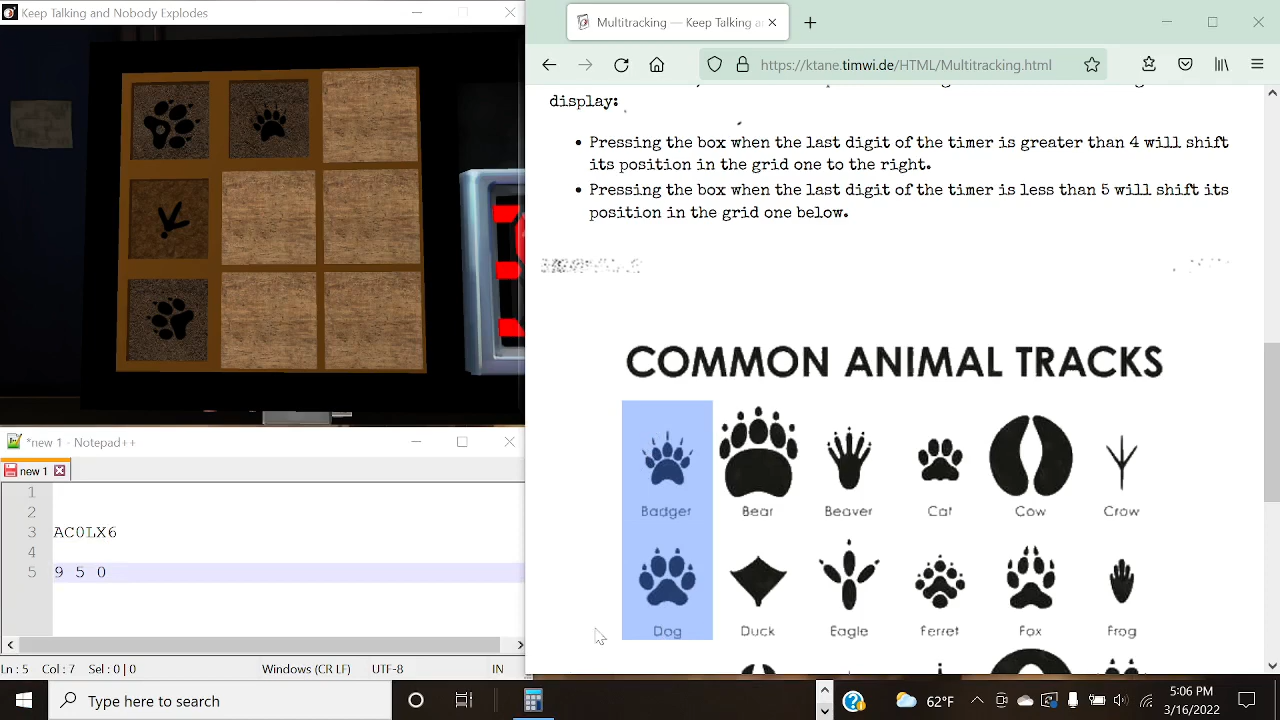 Keep Talking and Nobody Explodes
Multitracking — Keep Talking a
https://ktane.timwi.de/HTML/Multitracking.html
display:
Pressing the box when the last digit of the timer is greater than 4 will shift
its position in the grid one to the right.
Pressing the box when the last digit of the timer is less than 5 will shift its
position in the grid one below.
COMMON ANIMAL TRACKS
Badger Bear Beaver Cat Cow Crow
Dog Duck Eagle Ferret Fox Frog
*new 1 - Notepad++
new 1
1
2
3 AC0LX6
4
5 9 5 0
Ln:5 Col:7 Sel:0|0 Windows (CR LF) UTF-8 IN
Type here to search
62°F
5:06 PM
3/16/2022